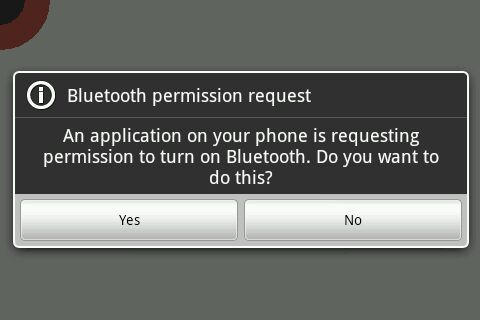 Bluetooth permission request
An application on your phone is requesting
permission to turn on Bluetooth. Do you want to
do this?
Yes
No